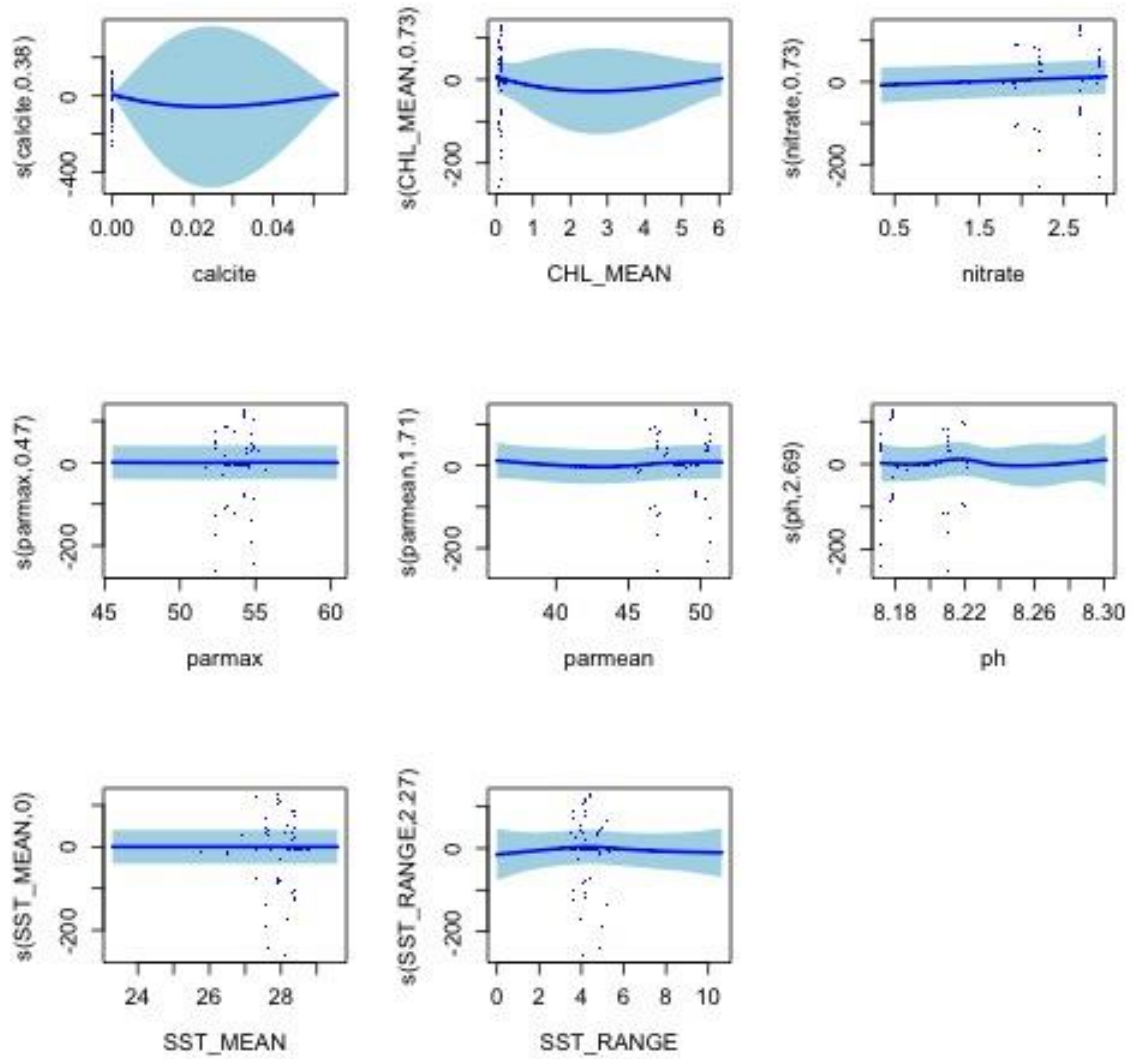 s(calcite,0.38)
0
-400
0.00 0.02 0.04
calcite
s(CHL_MEAN,0.73)
0
-200
0 1 2 3 4 5 6
CHL_MEAN
s(nitrate,0.73)
0
-200
0.5 1.5 2.5
nitrate
s(parmax,0.47)
0
-200
45 50 55 60
parmax
s(parmean,1.71)
0
-200
40 45 50
parmean
s(ph,2.69)
0
-200
8.18 8.22 8.26 8.30
ph
s(SST_MEAN,0)
0
-200
24 26 28
SST_MEAN
s(SST_RANGE,2.27)
0
-200
0 2 4 6 8 10
SST_RANGE